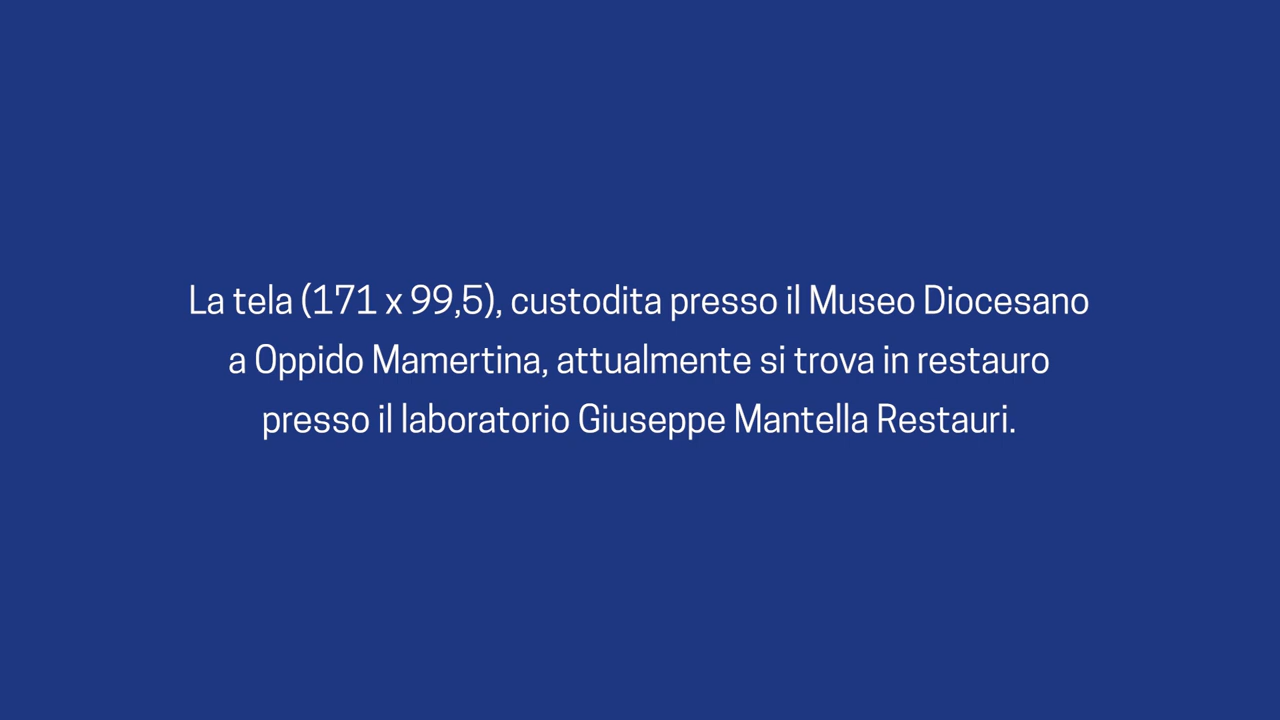 La tela (171 x 99,5), custodita presso il Museo Diocesano
a Oppido Mamertina, attualmente si trova in restauro
presso il laboratorio Giuseppe Mantella Restauri.